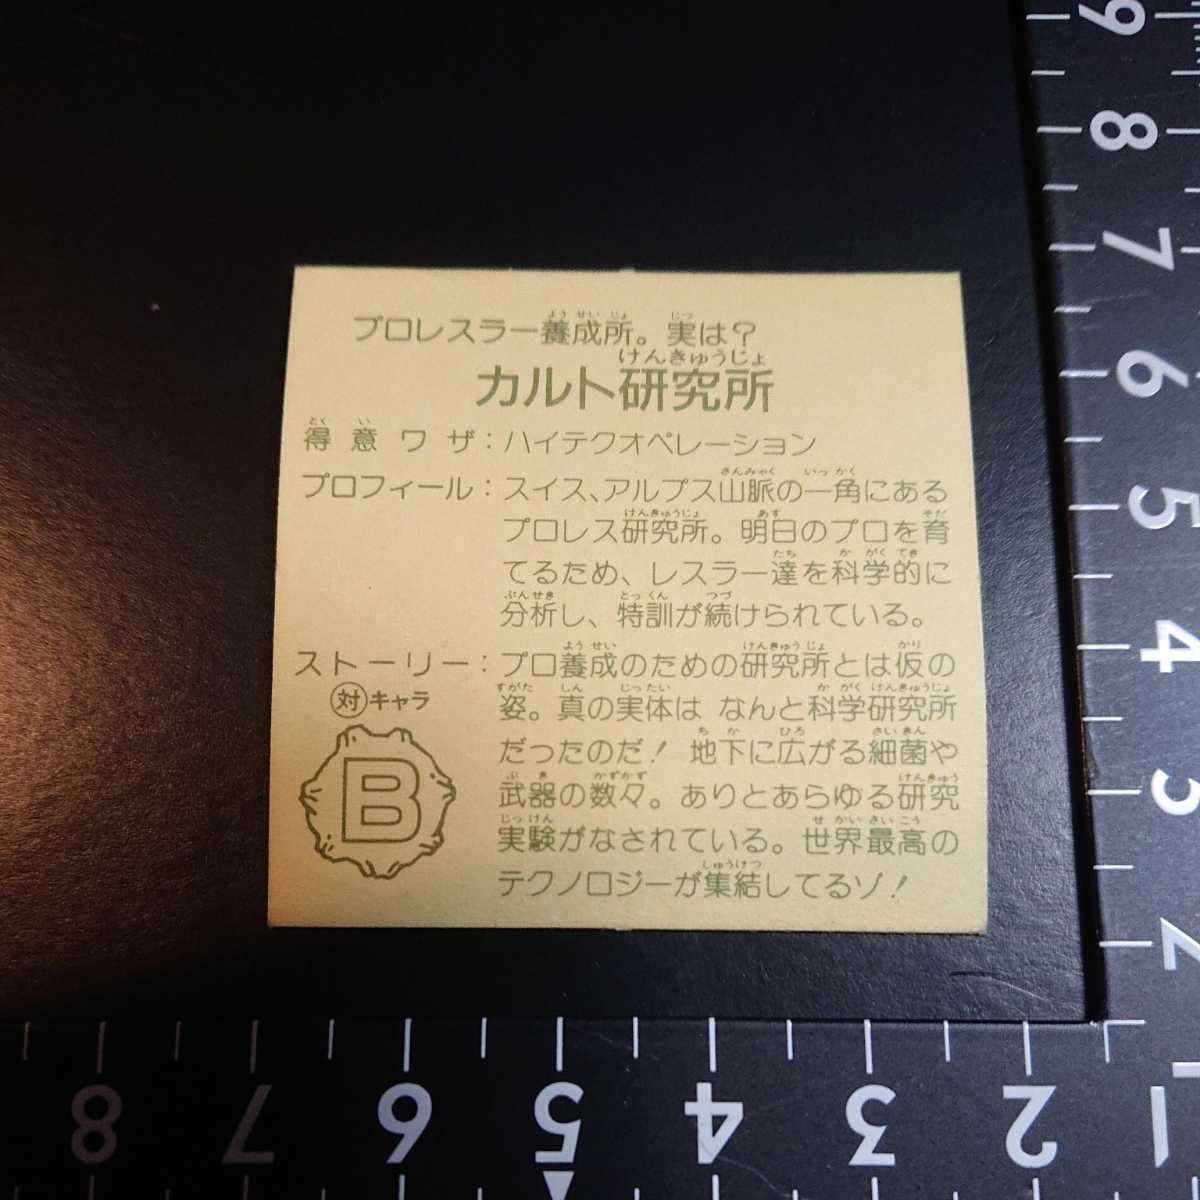 プロレスラー養成所。実は？
カルト研究所
得意ワザ：ハイテクオペレーション
プロフィール：スイス、アルプス山脈の一角にある
プロレス研究所。明日のプロを育
てるため、レスラー達を科学的に
分析し、特訓が続けられている。
ストーリー：プロ養成のための研究所とは仮の
姿。真の実体は なんと科学研究所
だったのだ！ 地下に広がる細菌や
武器の数々。ありとあらゆる研究
実験がなされている。世界最高の
テクノロジーが集結してるゾ！
対キャラ
B
9
8
7
6
5
4
3
2
8 7 6 5 4 3 2 1